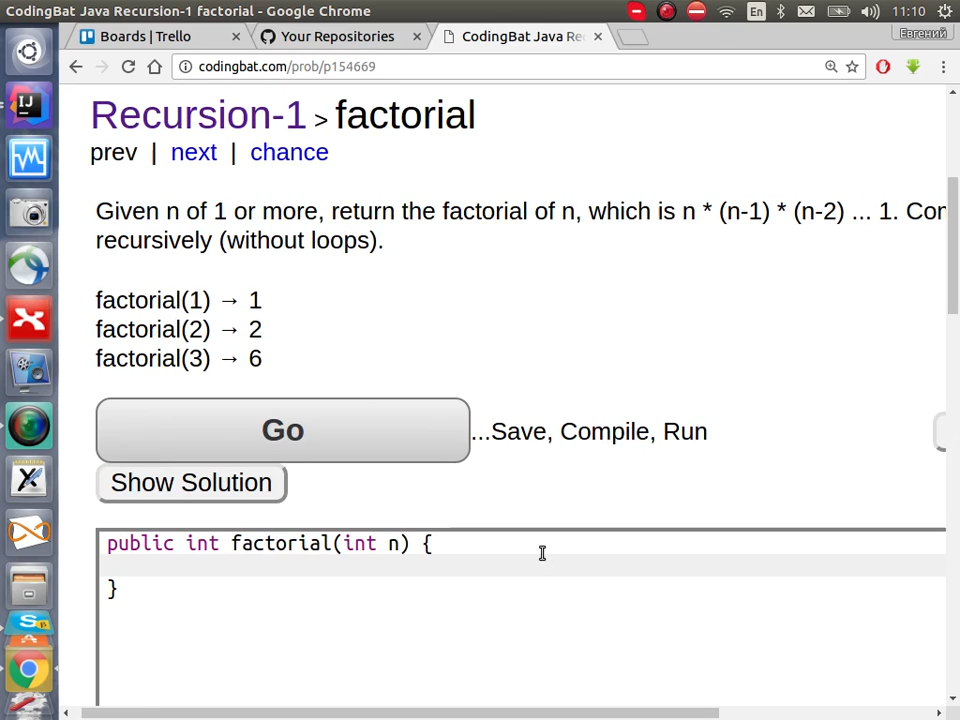 CodingBat Java Recursion-1 factorial - Google Chrome
En
11:10
Boards | Trello
Your Repositories
CodingBat Java Re
Евгений
codingbat.com/prob/p154669
Recursion-1 > factorial
prev | next | chance
Given n of 1 or more, return the factorial of n, which is n * (n-1) * (n-2) ... 1. Con
recursively (without loops).
factorial(1) → 1
factorial(2) → 2
factorial(3) → 6
Go
...Save, Compile, Run
Show Solution
public int factorial(int n) {
}